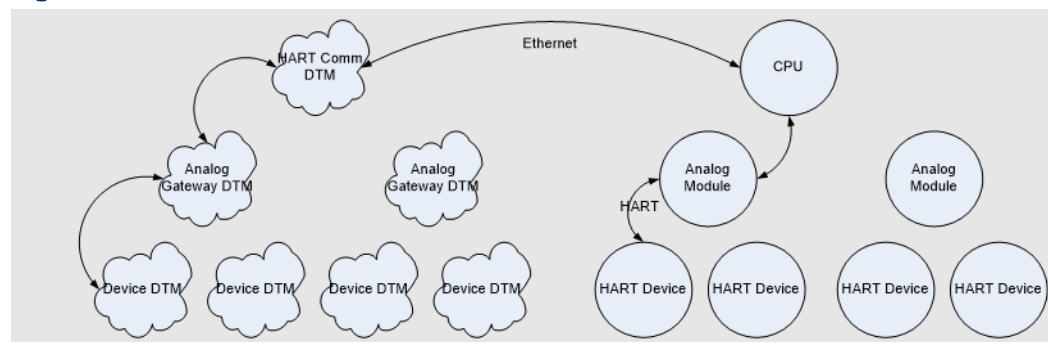 HART Comm
DTM
Ethernet
CPU
Analog
Gateway DTM
Analog
Gateway DTM
Analog
Module
Analog
Module
HART
Device DTM
Device DTM
Device DTM
Device DTM
HART Device
HART Device
HART Device
HART Device